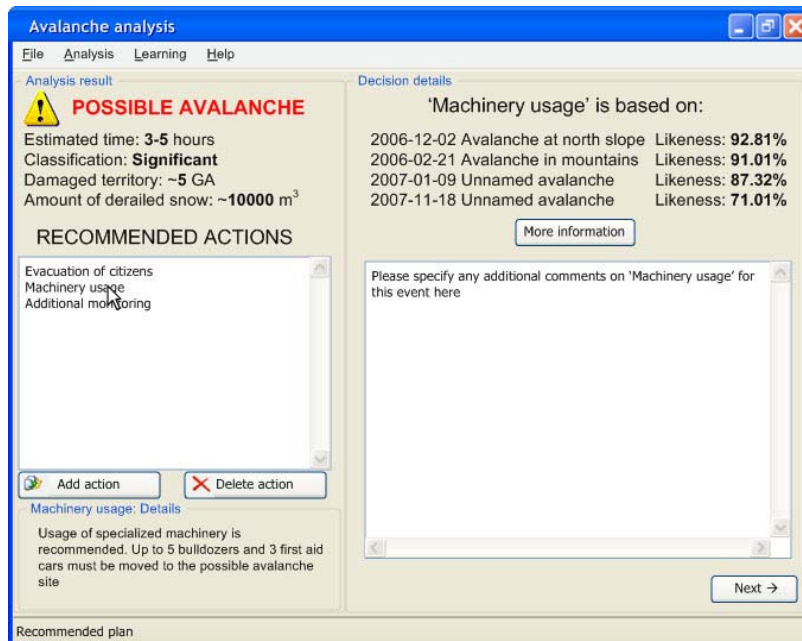 Avalanche analysis
File Analysis Learning Help
Analysis result
POSSIBLE AVALANCHE
Estimated time: 3-5 hours
Classification: Significant
Damaged territory: ~5 GA
Amount of derailed snow: ~10000 m³
RECOMMENDED ACTIONS
Evacuation of citizens
Machinery usage
Additional monitoring
Add action
Delete action
Machinery usage: Details
Usage of specialized machinery is
recommended. Up to 5 bulldozers and 3 first aid
cars must be moved to the possible avalanche
site
Decision details
‘Machinery usage’ is based on:
2006-12-02 Avalanche at north slope Likeness: 92.81%
2006-02-21 Avalanche in mountains Likeness: 91.01%
2007-01-09 Unnamed avalanche Likeness: 87.32%
2007-11-18 Unnamed avalanche Likeness: 71.01%
More information
Please specify any additional comments on ‘Machinery usage’ for
this event here
Next →
Recommended plan